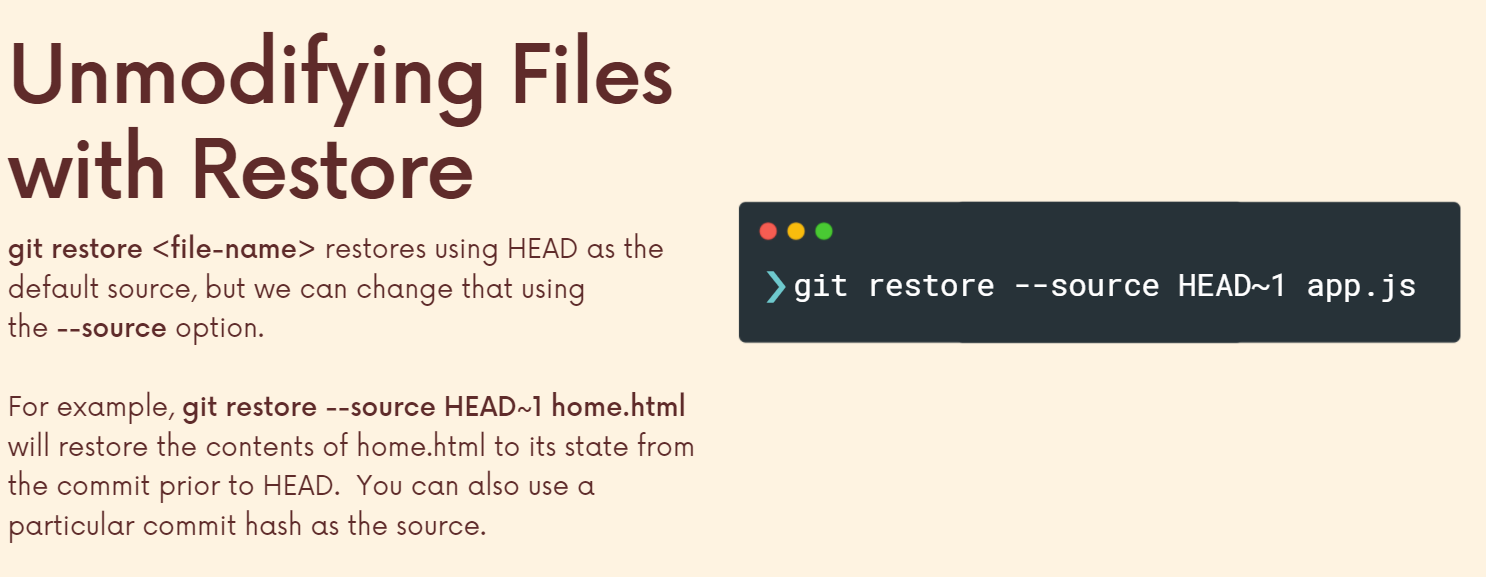 Unmodifying Files
with Restore
git restore <file-name> restores using HEAD as the
default source, but we can change that using
the --source option.
For example, git restore --source HEAD~1 home.html
will restore the contents of home.html to its state from
the commit prior to HEAD.  You can also use a
particular commit hash as the source.
❯git restore --source HEAD~1 app.js